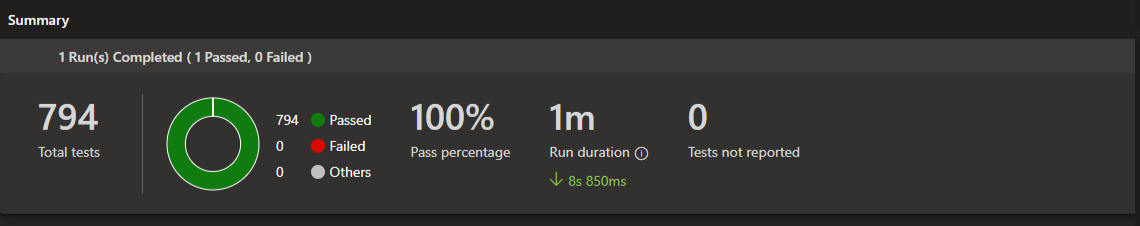 Summary
1 Run(s) Completed ( 1 Passed, 0 Failed )
794
Total tests
794 Passed
0 Failed
0 Others
100%
Pass percentage
1m
Run duration
8s 850ms
0
Tests not reported